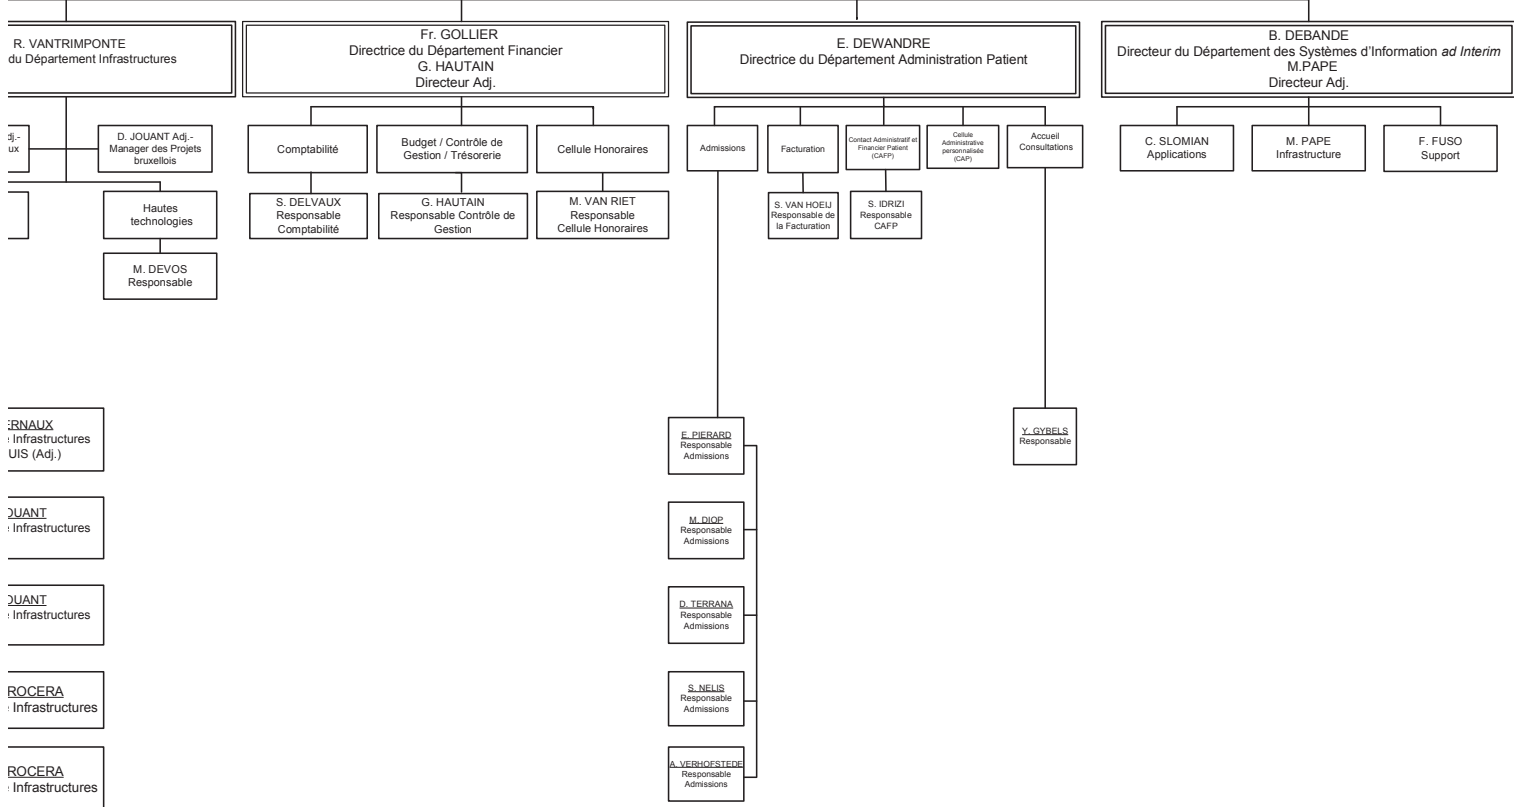 R. VANTRIMPONTE
du Département Infrastructures
Fr. GOLLIER
Directrice du Département Financier
G. HAUTAIN
Directeur Adj.
E. DEWANDRE
Directrice du Département Administration Patient
B. DEBANDE
Directeur du Département des Systèmes d'Information ad Interim
M.PAPE
Directeur Adj.
dj.-
ux
D. JOUANT Adj.-
Manager des Projets
bruxellois
Comptabilité
Budget / Contrôle de
Gestion / Trésorerie
Cellule Honoraires
Admissions
Facturation
Contact Administratif et
Financier Patient
(CAFP)
Cellule
Administrative
personnalisée
(CAP)
Accueil
Consultations
C. SLOMIAN
Applications
M. PAPE
Infrastructure
F. FUSO
Support
Hautes
technologies
S. DELVAUX
Responsable
Comptabilité
G. HAUTAIN
Responsable Contrôle de
Gestion
M. VAN RIET
Responsable
Cellule Honoraires
S. VAN HOEIJ
Responsable de
la Facturation
S. IDRIZI
Responsable
CAFP
M. DEVOS
Responsable
ERNAUX
e Infrastructures
UIS (Adj.)
E. PIERARD
Responsable
Admissions
Y. GYBELS
Responsable
OUANT
e Infrastructures
M. DIOP
Responsable
Admissions
OUANT
e Infrastructures
D. TERRANA
Responsable
Admissions
ROCERA
e Infrastructures
S. NELIS
Responsable
Admissions
ROCERA
e Infrastructures
A. VERHOFSTEDE
Responsable
Admissions